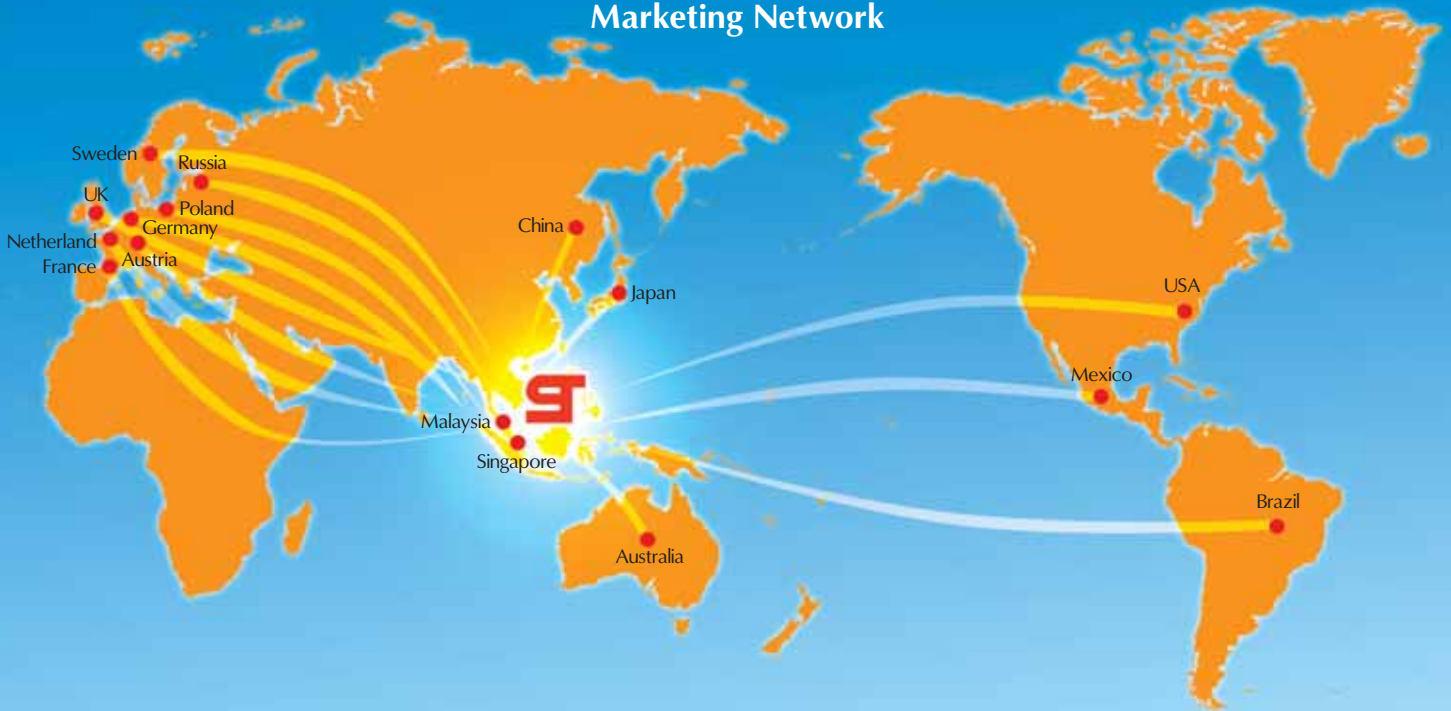 Marketing Network
Sweden
Russia
UK
Poland
Germany
Netherland
Austria
France
China
Japan
USA
Mexico
Malaysia
Singapore
Brazil
Australia